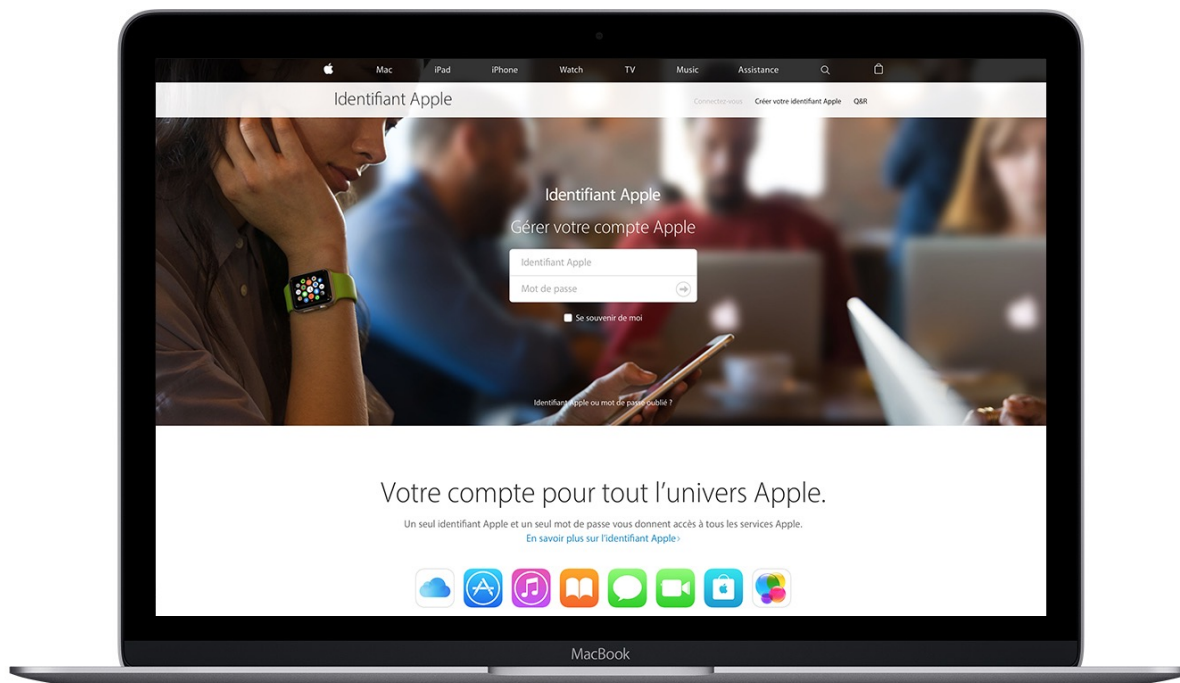 Mac iPad iPhone Watch TV Music Assistance
Identifiant Apple
Connectez-vous Créer votre identifiant Apple Q&R
Identifiant Apple
Gérer votre compte Apple
Identifiant Apple
Mot de passe
Se souvenir de moi
Identifiant Apple ou mot de passe oublié ?
Votre compte pour tout l'univers Apple.
Un seul identifiant Apple et un seul mot de passe vous donnent accès à tous les services Apple.
En savoir plus sur l'identifiant Apple ›
MacBook